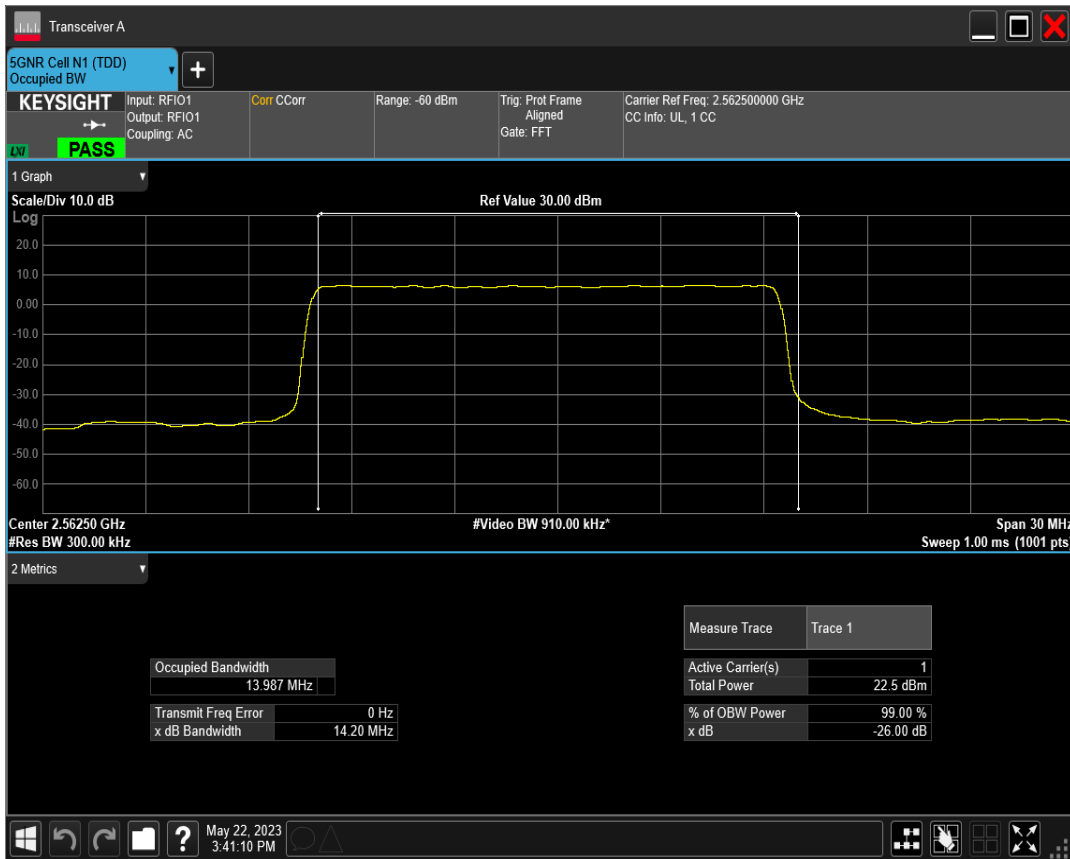 Transceiver A
5GNR Cell N1 (TDD)
Occupied BW
+
KEYSIGHT
LXI
PASS
Input: RFIO1
Output: RFIO1
Coupling: AC
Corr CCorr
Range: -60 dBm
Trig: Prot Frame
Aligned
Gate: FFT
Carrier Ref Freq: 2.562500000 GHz
CC Info: UL, 1 CC
1 Graph
Scale/Div 10.0 dB
Ref Value 30.00 dBm
Log
20.0
10.0
0.00
-10.0
-20.0
-30.0
-40.0
-50.0
-60.0
Center 2.56250 GHz
#Video BW 910.00 kHz*
Span 30 MHz
#Res BW 300.00 kHz
Sweep 1.00 ms (1001 pts)
2 Metrics
Measure Trace Trace 1
Occupied Bandwidth
13.987 MHz
Active Carrier(s) 1
Total Power 22.5 dBm
Transmit Freq Error 0 Hz
x dB Bandwidth 14.20 MHz
% of OBW Power 99.00 %
x dB -26.00 dB
?
May 22, 2023
3:41:10 PM